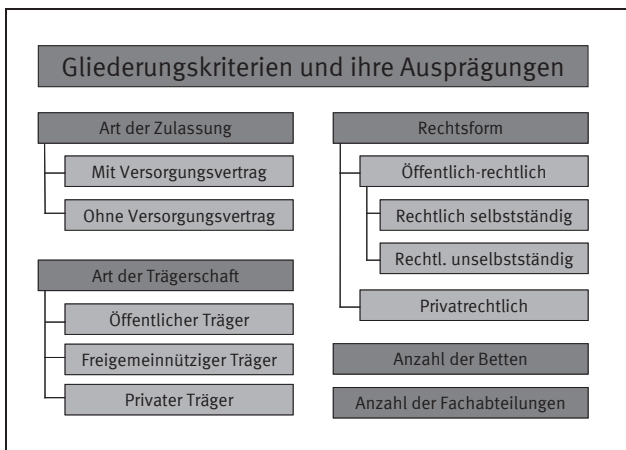 Gliederungskriterien und ihre Ausprägungen
Art der Zulassung
Mit Versorgungsvertrag
Ohne Versorgungsvertrag
Art der Trägerschaft
Öffentlicher Träger
Freigemeinnütziger Träger
Privater Träger
Rechtsform
Öffentlich-rechtlich
Rechtlich selbstständig
Rechtl. unselbstständig
Privatrechtlich
Anzahl der Betten
Anzahl der Fachabteilungen